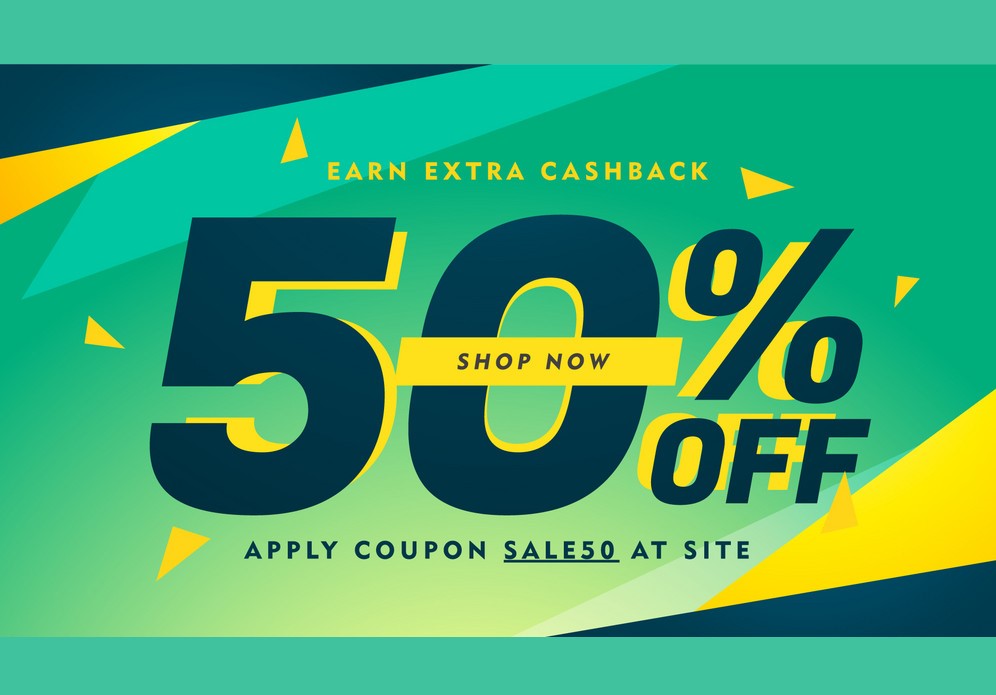 EARN EXTRA CASHBACK
50%
SHOP NOW
OFF
APPLY COUPON SALE50 AT SITE